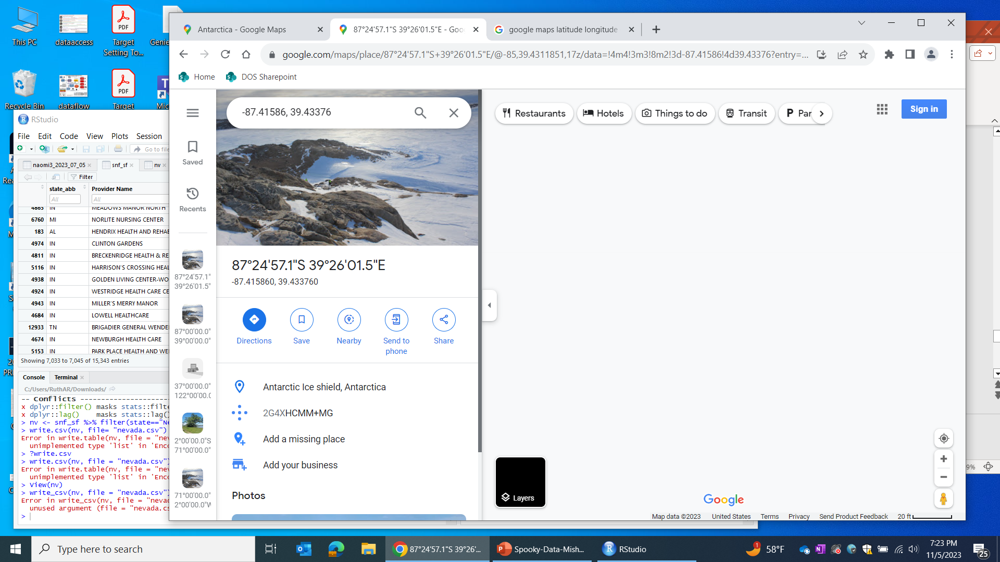 This PC
dataaccess
Target
Setting To...
Genie
Recycle Bin
dataflow
Target
Mic
PDF
PDF
Antarctica - Google Maps
87°24'57.1"S 39°26'01.5"E - Goo
google maps latitude longitude
google.com/maps/place/87°24'57.1"S+39°26'01.5"E/@-85,39.4311851,17z/data=!4m4!3m3!8m2!3d-87.41586!4d39.43376?entry=...
Home
DOS Sharepoint
-87.41586, 39.43376
Saved
Recents
87°24'57.1"
39°26'01.5"
87°00'00.0"
39°00'00.0"
37°00'00.0"
122°00'00.0
2°00'00.0"S
71°00'00.0"
71°00'00.0"
2°00'00.0"W
87°24'57.1"S 39°26'01.5"E
-87.415860, 39.433760
Directions
Save
Nearby
Send to
phone
Share
Antarctic Ice shield, Antarctica
2G4XHCMM+MG
Add a missing place
Add your business
Photos
Restaurants
Hotels
Things to do
Transit
P Par
Sign in
Layers
Google
Map data ©2023 United States Terms Privacy Send Product Feedback 20 ft
9%
RStudio
File Edit Code View Plots Session
Go to file
naomi3_2023_07_05
snf_sf
nv
Filter
state_abb Provider Name
All All
4865 IN MEADOWS MANOR NORTH
6760 MI NORLITE NURSING CENTER
183 AL HENDRIX HEALTH AND REHAB
4974 IN CLINTON GARDENS
4811 IN BRECKENRIDGE HEALTH & RE
5116 IN HARRISON'S CROSSING HEAL
4938 IN GOLDEN LIVING CENTER-WO
4924 IN WESTRIDGE HEALTH CARE CE
4943 IN MILLER'S MERRY MANOR
4684 IN LOWELL HEALTHCARE
12933 TN BRIGADIER GENERAL WENDE
4674 IN NEWBURGH HEALTH CARE
5153 IN PARK PLACE HEALTH AND WE
Showing 7,033 to 7,045 of 15,343 entries
Console Terminal
C:/Users/RuthAR/Downloads/
-- Conflicts ---------------------
x dplyr::filter() masks stats::filte
x dplyr::lag() masks stats::lag()
> nv <- snf_sf %>% filter(state=="Ne
> write.csv(nv, file= "nevada.csv")
Error in write.table(nv, file = "nev
unimplemented type 'list' in 'Enco
> ?write.csv
> write.csv(nv, file = "nevada.csv")
Error in write.table(nv, file = "nev
unimplemented type 'list' in 'Enco
> View(nv)
> write_csv(nv, file = "nevada.csv")
Error in write_csv(nv, file = "nevad
unused argument (file = "nevada.cs
>
Type here to search
87°24'57.1"S 39°26'...
Spooky-Data-Mish...
RStudio
1
58°F
7:23 PM
11/5/2023
25